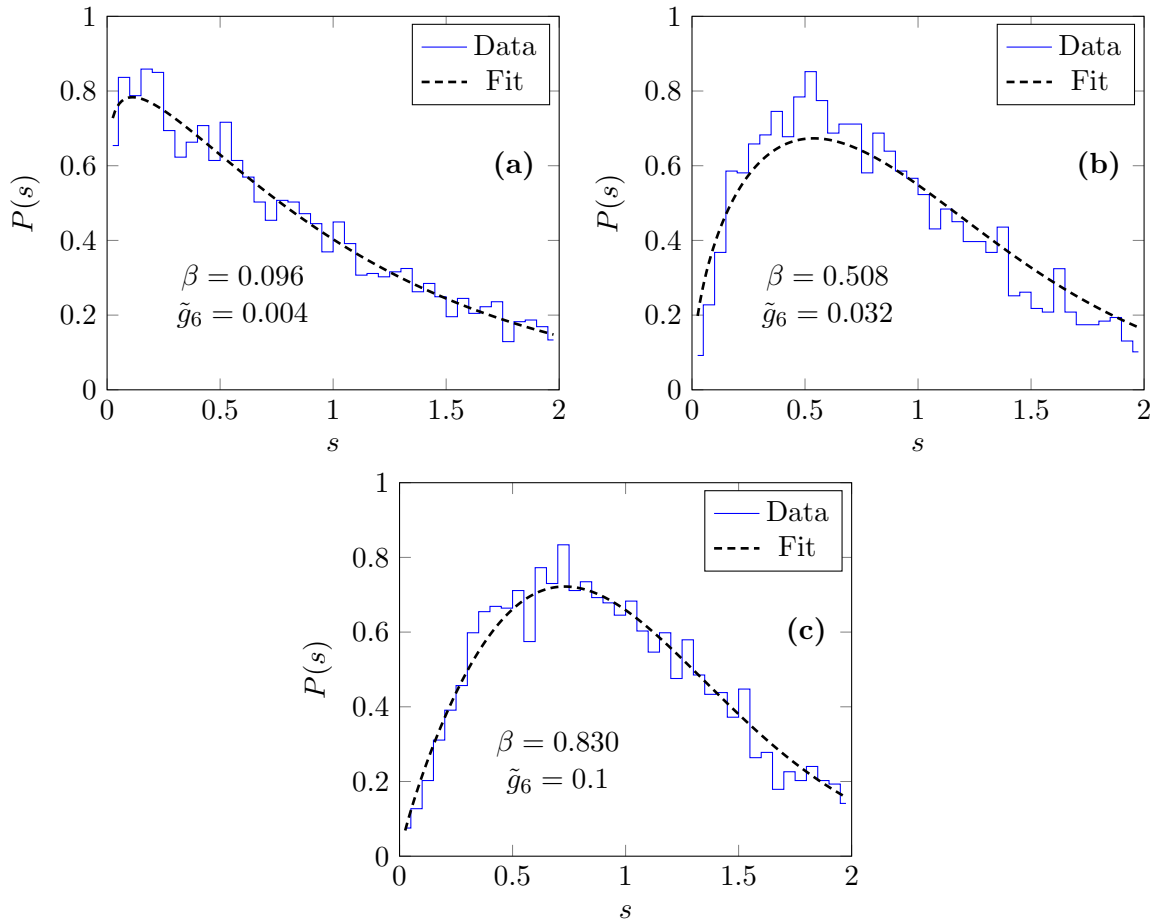 Data
Fit
(a)
β = 0.096
g̃₆ = 0.004
P(s)
0
0.2
0.4
0.6
0.8
1
0
0.5
1
1.5
2
s
Data
Fit
(b)
β = 0.508
g̃₆ = 0.032
P(s)
0
0.2
0.4
0.6
0.8
1
0
0.5
1
1.5
2
s
Data
Fit
(c)
β = 0.830
g̃₆ = 0.1
P(s)
0
0.2
0.4
0.6
0.8
1
0
0.5
1
1.5
2
s